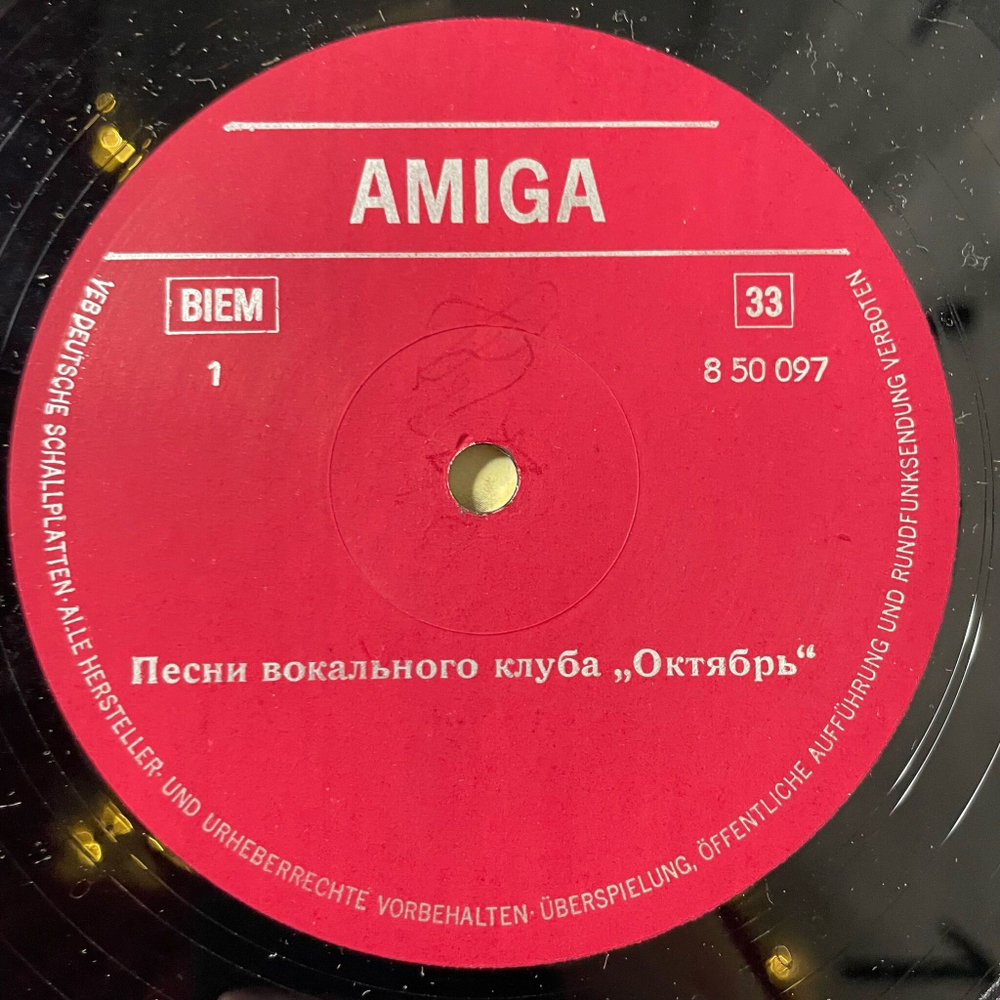 AMIGA
BIEM
33
1
8 50 097
Песни вокального клуба „Октябрь“
VEB DEUTSCHE SCHALLPLATTEN · ALLE HERSTELLER- UND URHEBERRECHTE VORBEHALTEN · ÜBERSPIELUNG, ÖFFENTLICHE AUFFÜHRUNG UND RUNDFUNKSENDUNG VERBOTEN